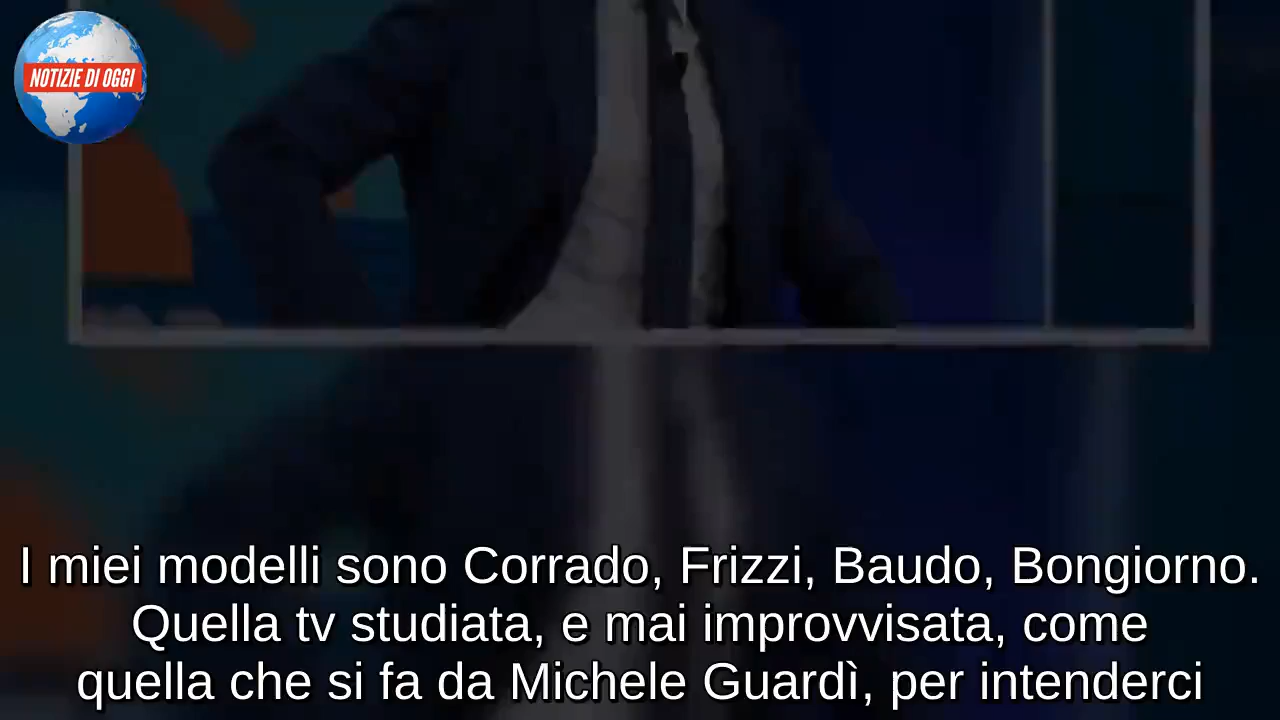 NOTIZIE DI OGGI
I miei modelli sono Corrado, Frizzi, Baudo, Bongiorno.
Quella tv studiata, e mai improvvisata, come
quella che si fa da Michele Guardì, per intenderci